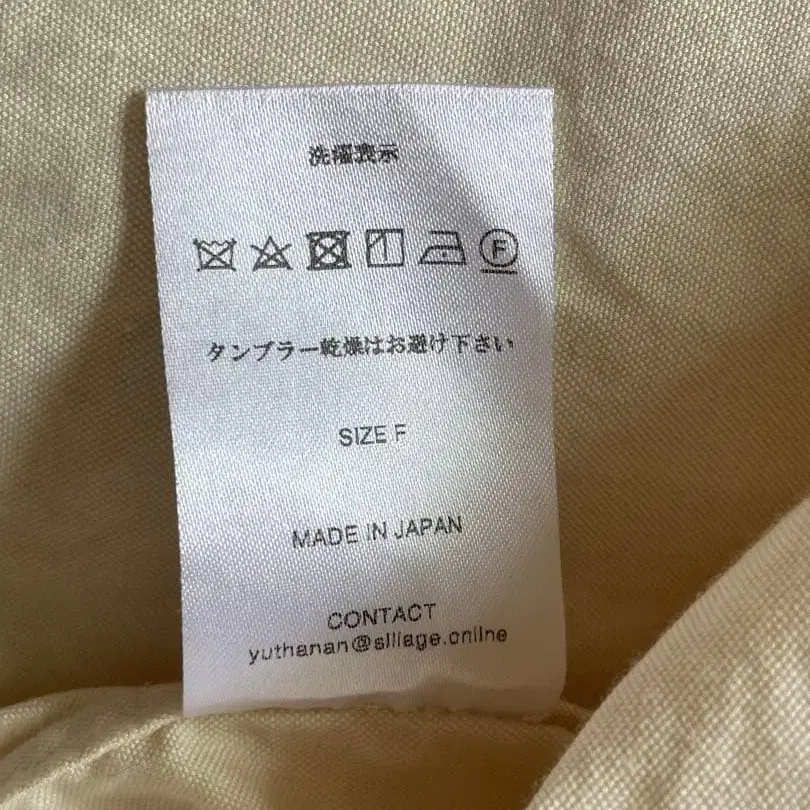 洗濯表示
F
タンブラー乾燥はお避け下さい
SIZE F
MADE IN JAPAN
CONTACT
yuthanan@sillage.online